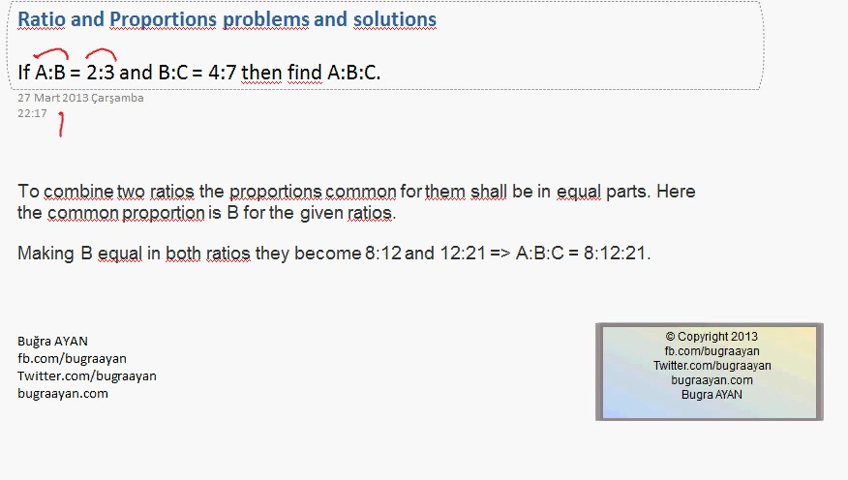 Ratio and Proportions problems and solutions
If A:B = 2:3 and B:C = 4:7 then find A:B:C.
27 Mart 2013 Çarşamba
22:17
To combine two ratios the proportions common for them shall be in equal parts. Here
the common proportion is B for the given ratios.
Making B equal in both ratios they become 8:12 and 12:21 => A:B:C = 8:12:21.
Buğra AYAN
fb.com/bugraayan
Twitter.com/bugraayan
bugraayan.com
© Copyright 2013
fb.com/bugraayan
Twitter.com/bugraayan
bugraayan.com
Bugra AYAN